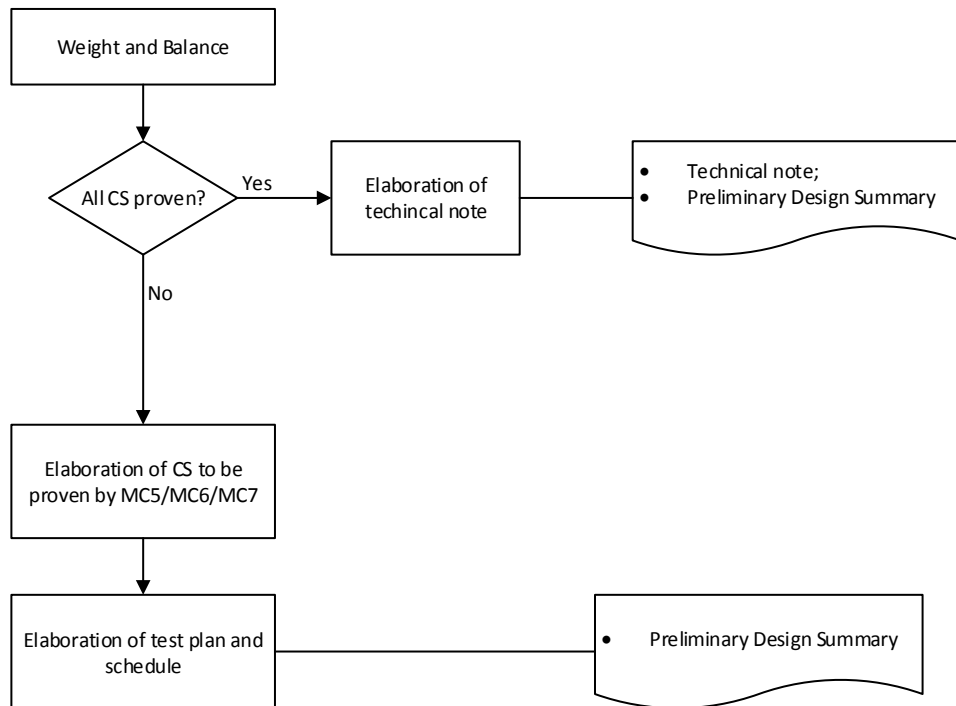 Weight and Balance
All CS proven?
Yes
Elaboration of
techincal note
• Technical note;
• Preliminary Design Summary
No
Elaboration of CS to be
proven by MC5/MC6/MC7
Elaboration of test plan and
schedule
• Preliminary Design Summary